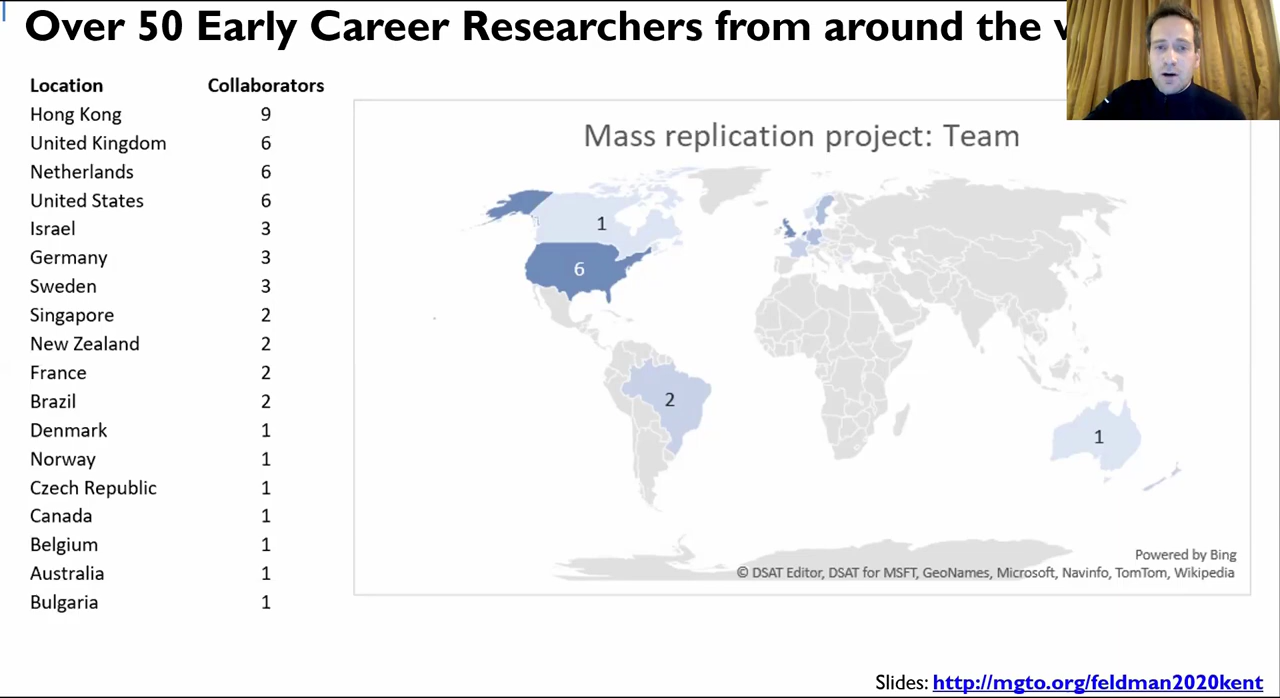 Over 50 Early Career Researchers from around the
Location Collaborators
Hong Kong 9
United Kingdom 6
Netherlands 6
United States 6
Israel 3
Germany 3
Sweden 3
Singapore 2
New Zealand 2
France 2
Brazil 2
Denmark 1
Norway 1
Czech Republic 1
Canada 1
Belgium 1
Australia 1
Bulgaria 1
Mass replication project: Team
1
6
2
1
Powered by Bing
© DSAT Editor, DSAT for MSFT, GeoNames, Microsoft, Navinfo, TomTom, Wikipedia
Slides: http://mgto.org/feldman2020kent